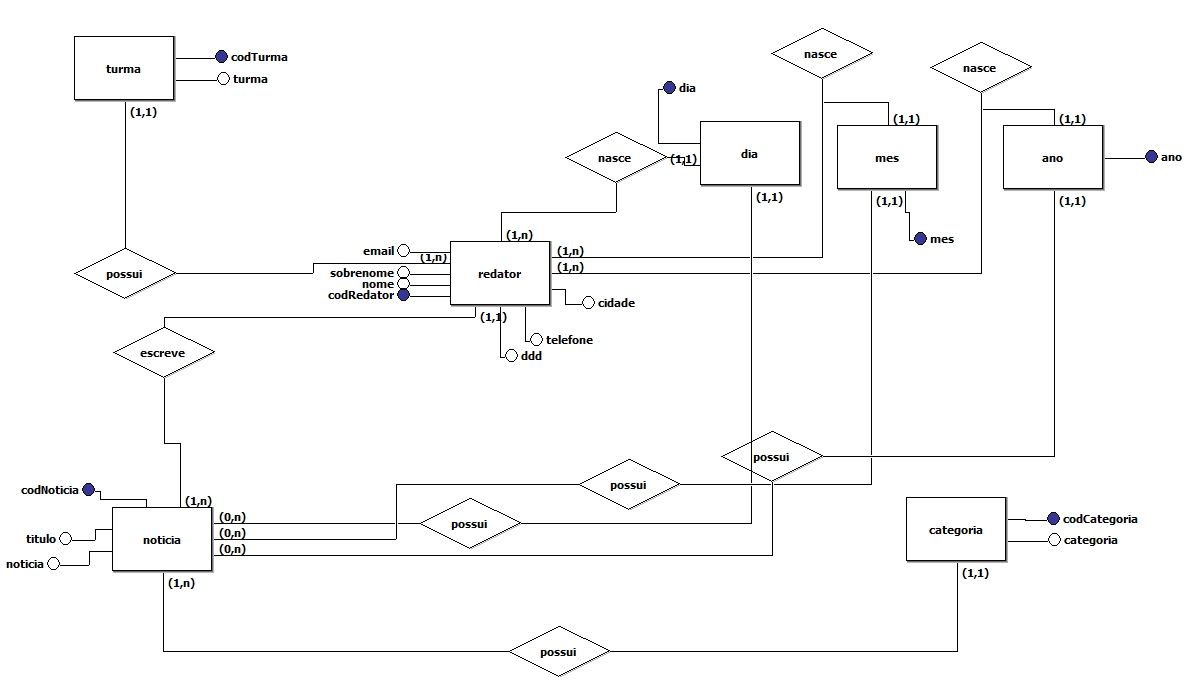 nasce
codTurma
turma
turma
nasce
(1,1)
dia
(1,1)
(1,1)
dia
mes
ano
ano
nasce
(1,1)
(1,1)
(1,1)
(1,1)
(1,n)
mes
email
(1,n)
(1,n)
possui
sobrenome
redator
(1,n)
nome
codRedator
cidade
(1,1)
telefone
escreve
ddd
possui
codNoticia
possui
(1,n)
categoria
codCategoria
(0,n)
possui
titulo
noticia
(0,n)
categoria
(0,n)
noticia
(1,n)
(1,1)
possui